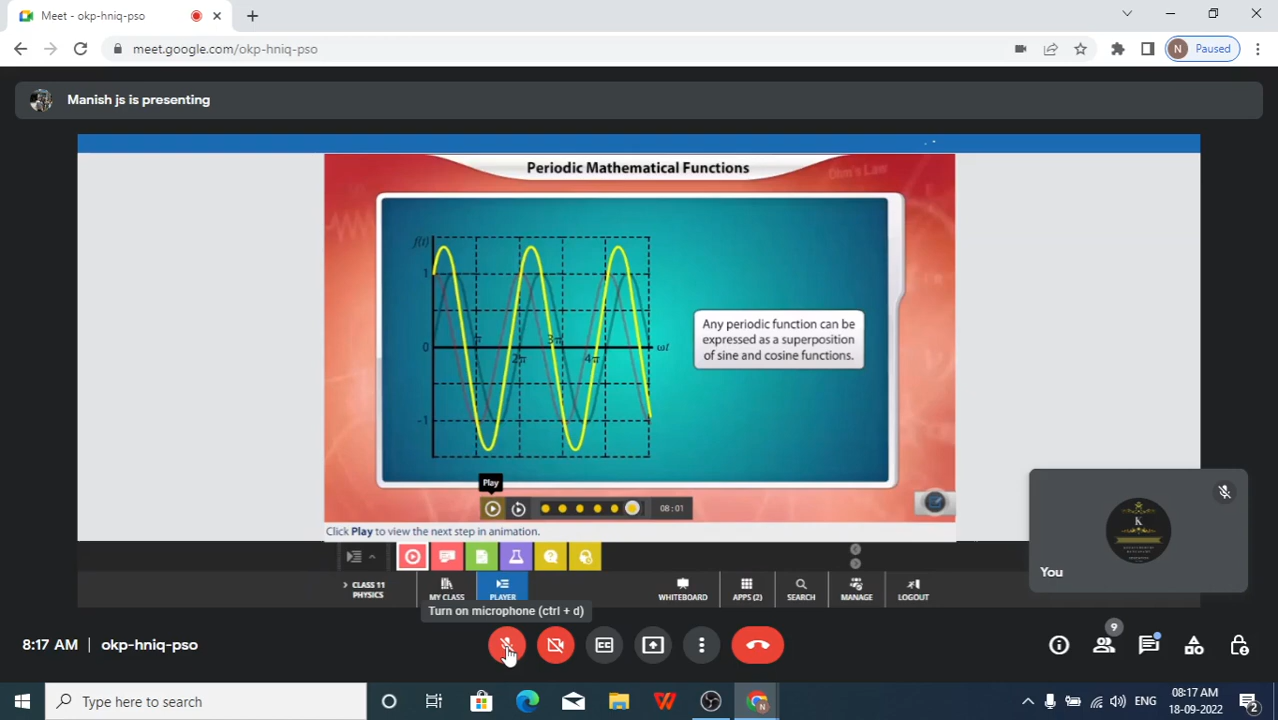 Meet - okp-hniq-pso
meet.google.com/okp-hniq-pso
N Paused
Manish js is presenting
Periodic Mathematical Functions
Ohm's Law
f(t)
1
0
-1
π
2π
3π
4π
ωt
Any periodic function can be
expressed as a superposition
of sine and cosine functions.
Play
08:01
Click Play to view the next step in animation.
K
You
CLASS 11
PHYSICS
MY CLASS
PLAYER
WHITEBOARD
APPS (2)
SEARCH
MANAGE
LOGOUT
Turn on microphone (ctrl + d)
8:17 AM | okp-hniq-pso
CC
9
Type here to search
ENG
08:17 AM
18-09-2022
2